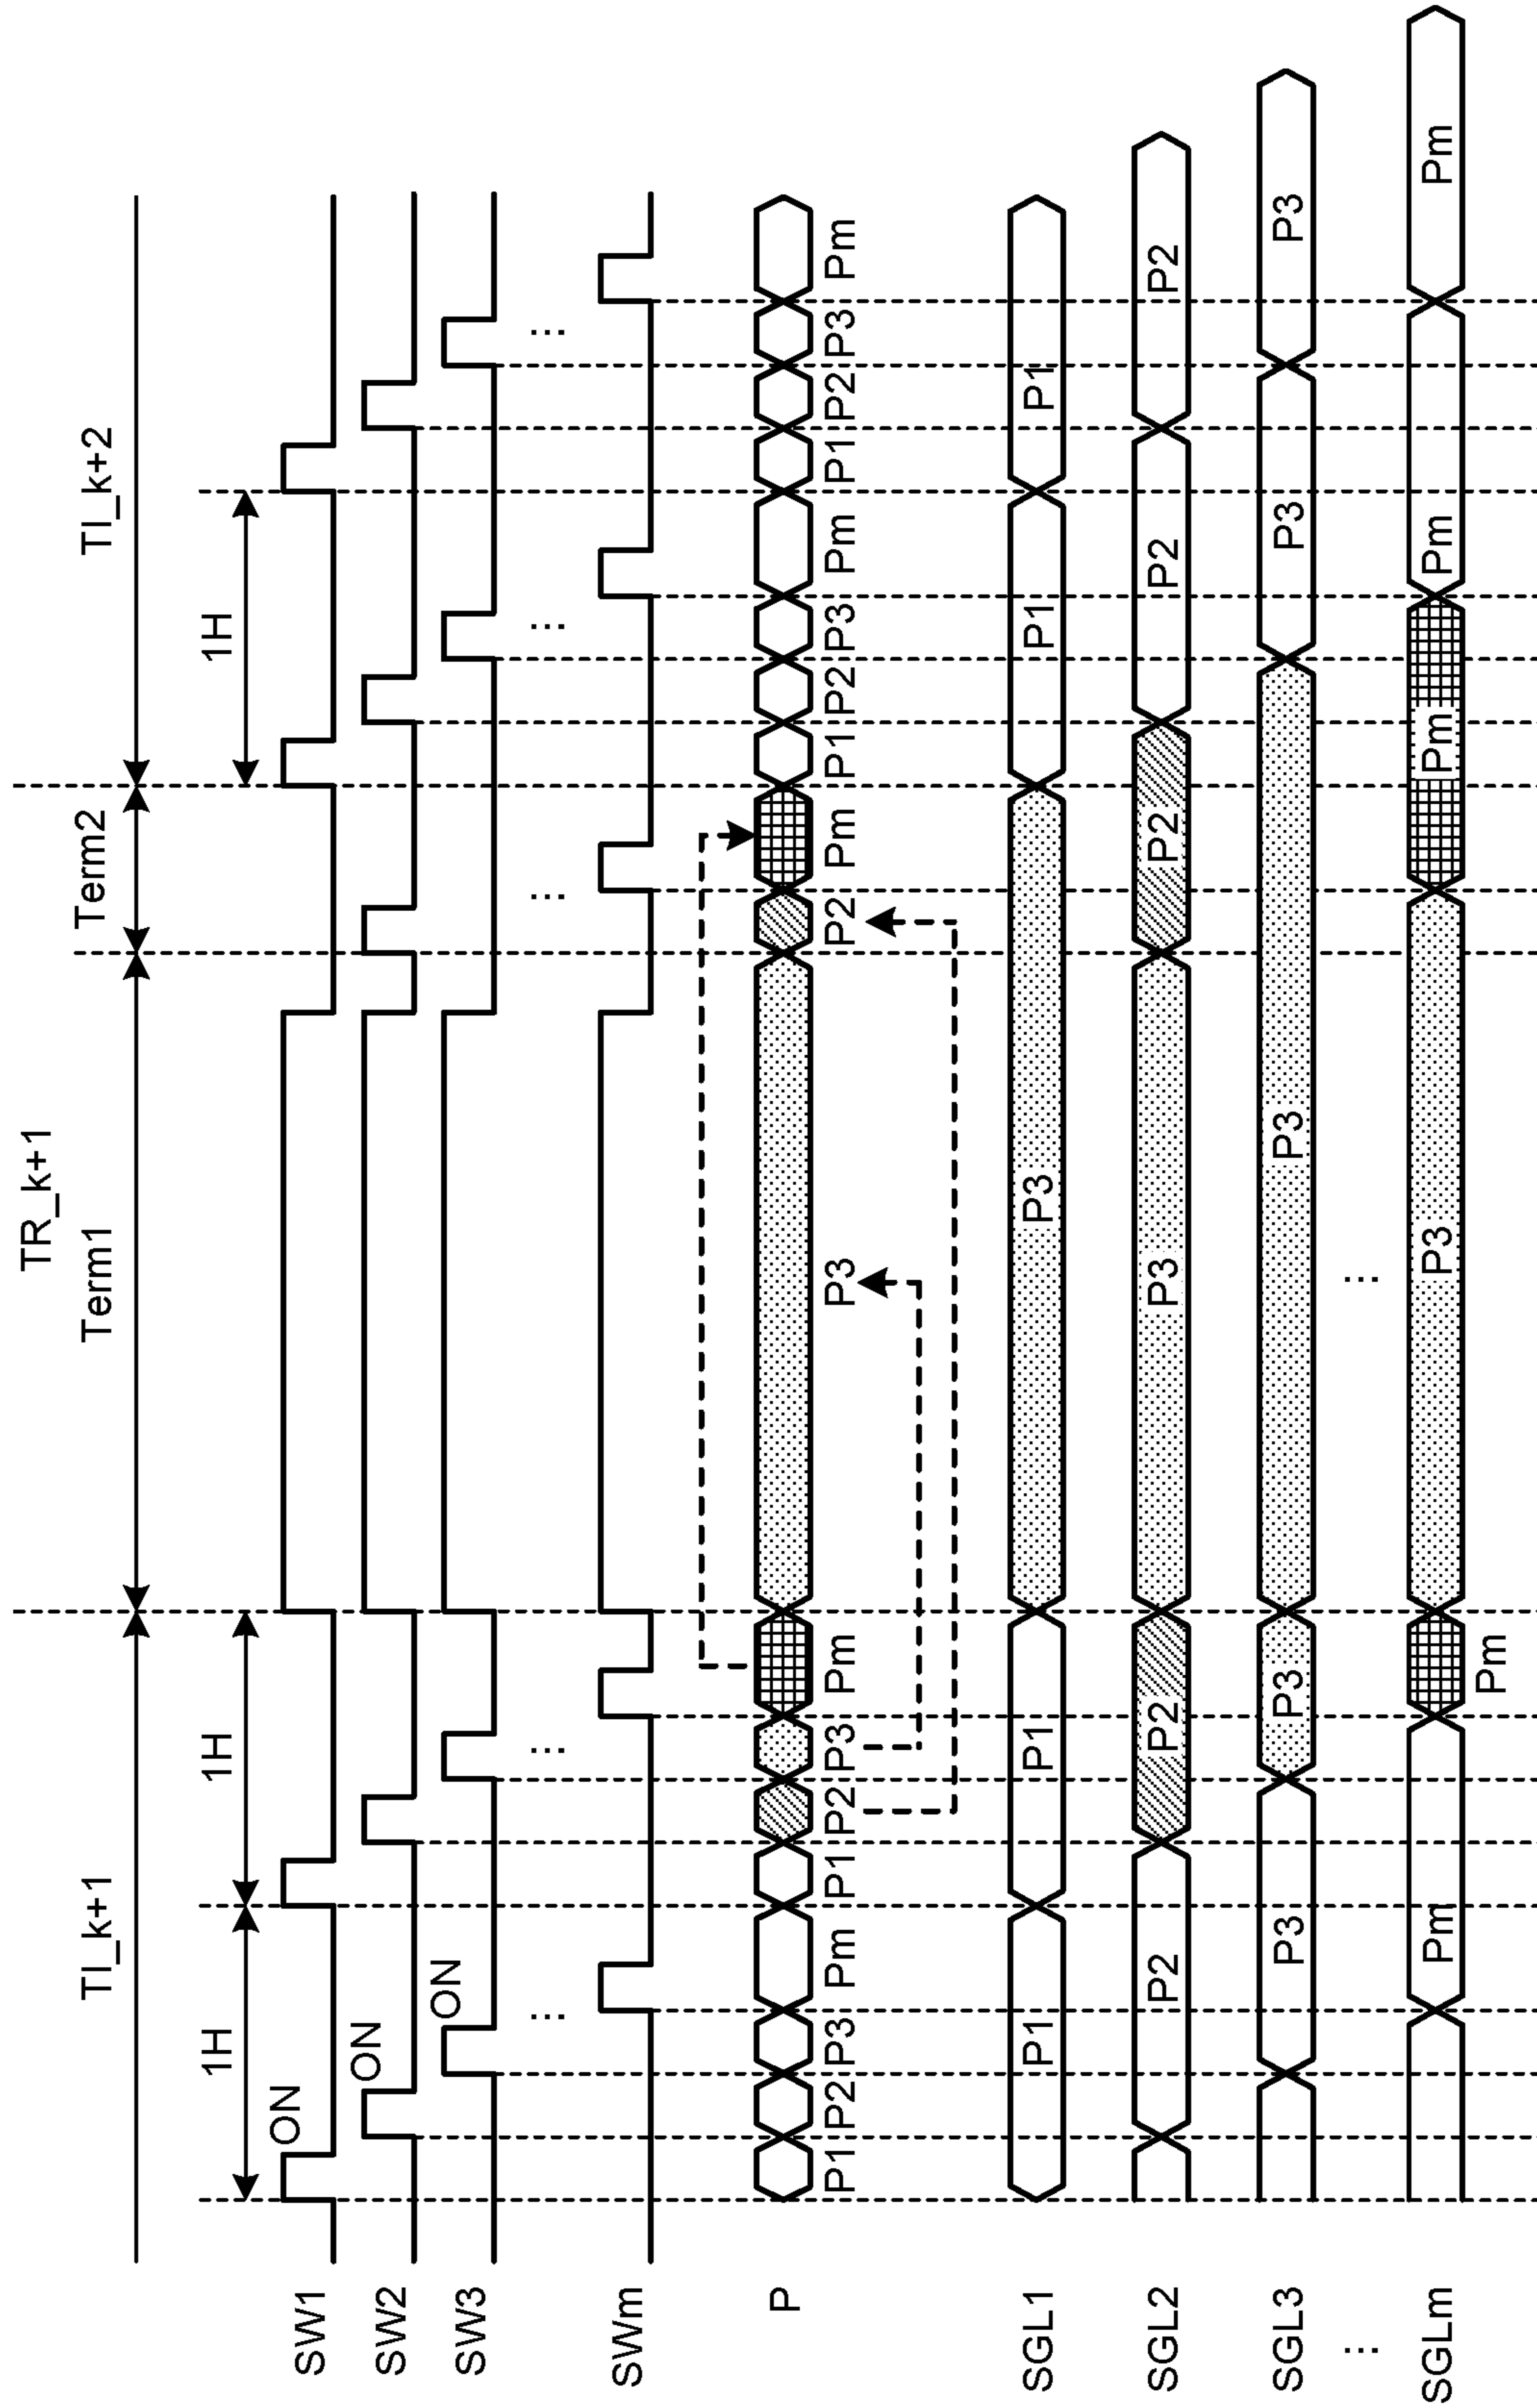 TR_k+1
TI_k+1 Term1 Term2 TI_k+2
1H 1H 1H
SW1 ON
SW2 ON
SW3 ON
... ... ... ... ...
SWm
P
P1 P2 P3 Pm P1 P2 P3 Pm P3 P2 Pm P1 P2 P3 Pm P1 P2 P3 Pm
SGL1 P1 P1 P3 P1 P1
SGL2 P2 P2 P3 P2 P2 P2
SGL3 P3 P3 P3 P3 P3
... ...
SGLm Pm P3 Pm Pm Pm
Pm